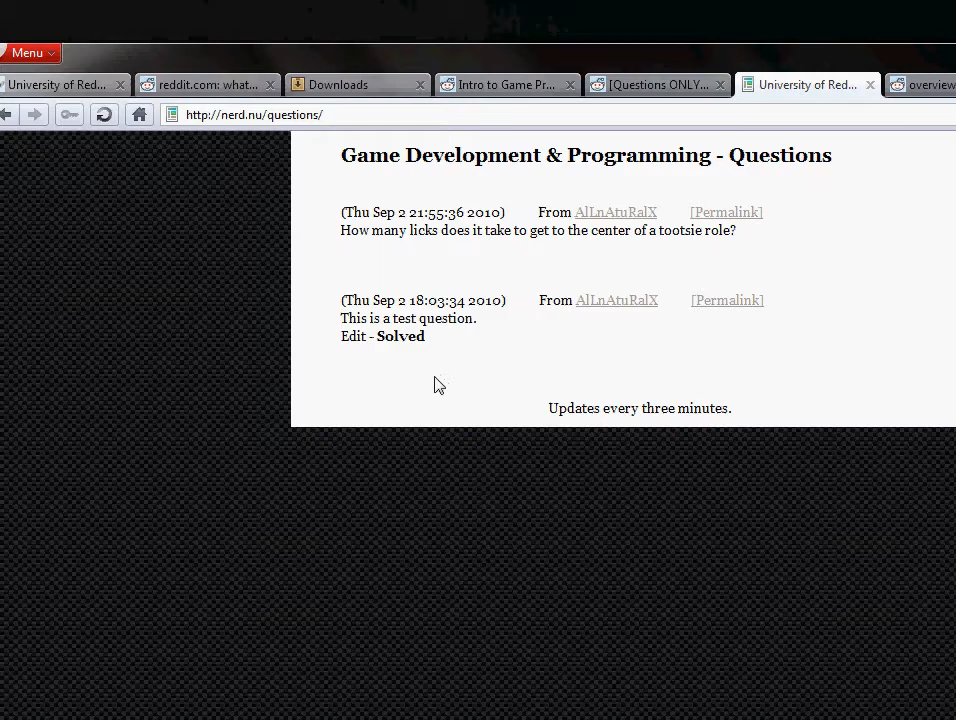 Menu
University of Red... reddit.com: what... Downloads Intro to Game Pr... [Questions ONLY... University of Red... overview
http://nerd.nu/questions/
Game Development & Programming - Questions
(Thu Sep 2 21:55:36 2010) From AlLnAtuRalX [Permalink]
How many licks does it take to get to the center of a tootsie role?
(Thu Sep 2 18:03:34 2010) From AlLnAtuRalX [Permalink]
This is a test question.
Edit - Solved
Updates every three minutes.